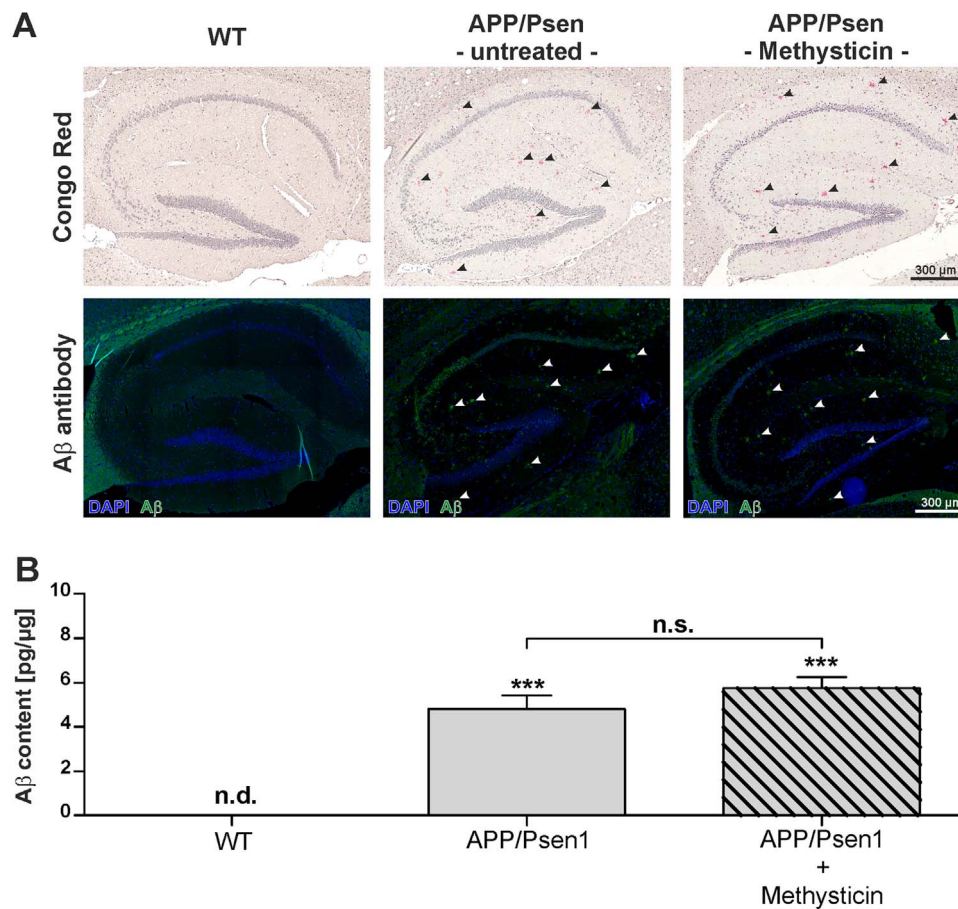 A
WT
APP/Psen
- untreated -
APP/Psen
- Methysticin -
Congo Red
300 µm
Aβ antibody
DAPI Aβ
DAPI Aβ
DAPI Aβ
300 µm
B
Aβ content [pg/µg]
10
8
6
4
2
0
n.d.
***
n.s.
***
WT
APP/Psen1
APP/Psen1
+
Methysticin